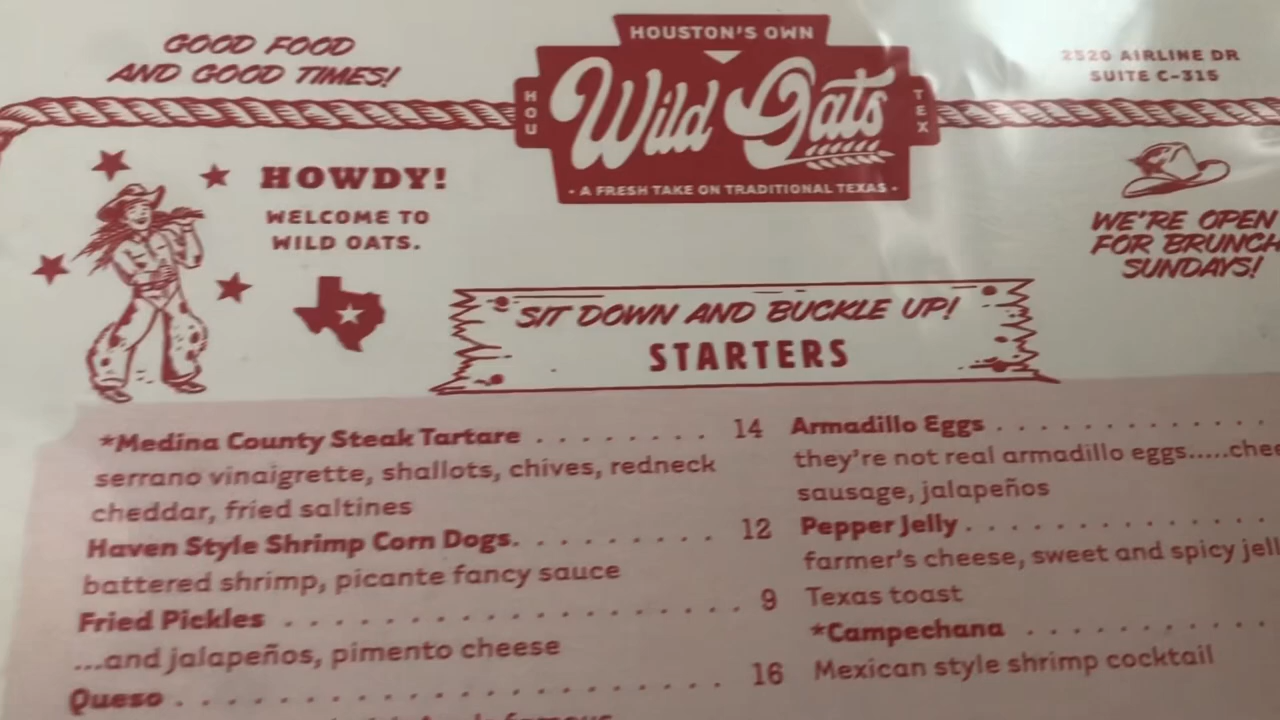 GOOD FOOD
AND GOOD TIMES!
HOUSTON'S OWN
HOU
Wild Oats
TEX
• A FRESH TAKE ON TRADITIONAL TEXAS •
2520 AIRLINE DR
SUITE C-315
HOWDY!
WELCOME TO
WILD OATS.
WE'RE OPEN
FOR BRUNCH
SUNDAYS!
SIT DOWN AND BUCKLE UP!
STARTERS
*Medina County Steak Tartare . . . . . . . . 14
serrano vinaigrette, shallots, chives, redneck
cheddar, fried saltines
Haven Style Shrimp Corn Dogs. . . . . . . . . 12
battered shrimp, picante fancy sauce
Fried Pickles . . . . . . . . . . . . . . . . . . . . 9
...and jalapeños, pimento cheese
Queso . . . . . . . . . . . . . . . . . . . . . . . . 16
Armadillo Eggs . . . . . . . . . . . . .
they're not real armadillo eggs.....chee
sausage, jalapeños
Pepper Jelly . . . . . . . . . . . . . .
farmer's cheese, sweet and spicy jell
Texas toast
*Campechana . . . . . . . . . . . .
Mexican style shrimp cocktail